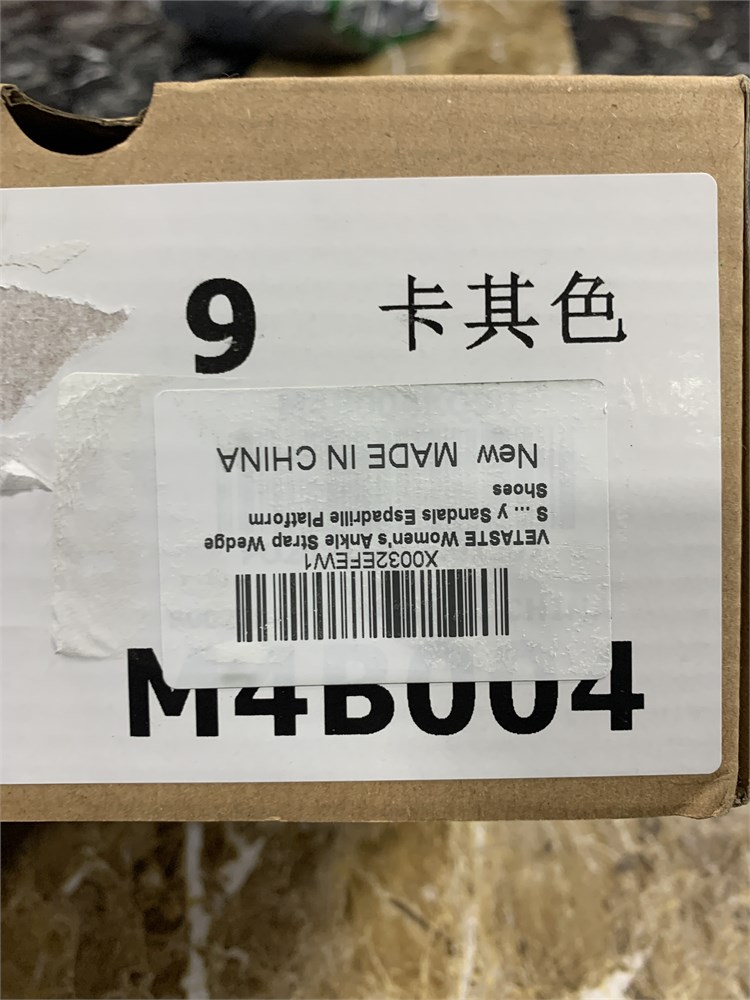 9 卡其色
X0032EFEW1
VETASTE Women's Ankle Strap Wedge
S ... y Sandals Espadrille Platform
Shoes
New MADE IN CHINA
M4B004